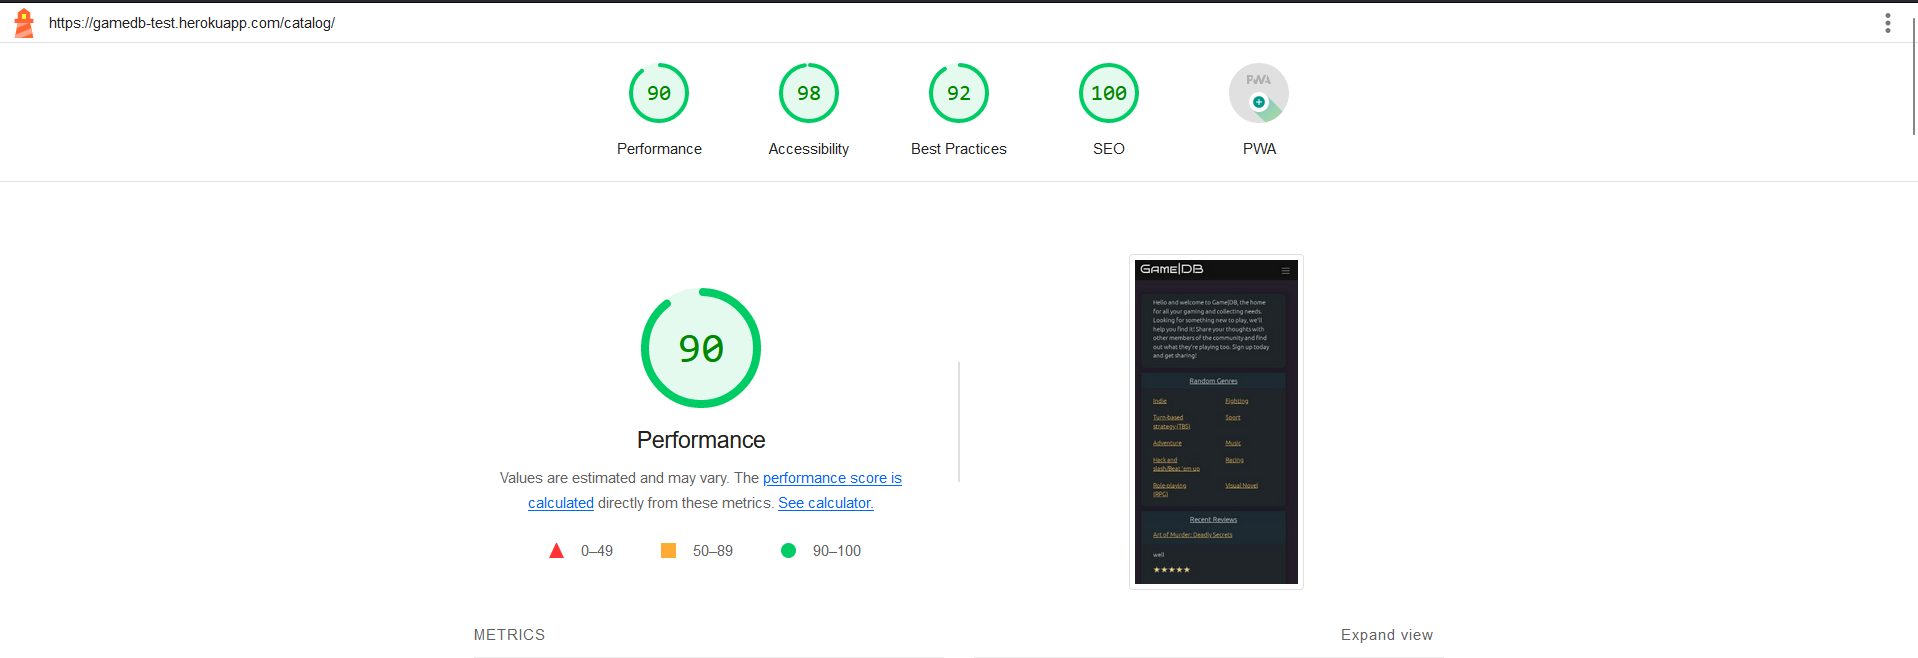 https://gamedb-test.herokuapp.com/catalog/
90
98
92
100
PWA
Performance
Accessibility
Best Practices
SEO
PWA
90
Performance
Values are estimated and may vary. The performance score is
calculated directly from these metrics. See calculator.
0–49
50–89
90–100
GAME|DB
Hello and welcome to Game|DB, the home
for all your gaming and collecting needs.
Looking for something new to play, we'll
help you find it! Share your thoughts with
other members of the community and find
out what they're playing too. Sign up today
and get sharing!
Random Genres
Indie
Fighting
Turn-based
strategy (TBS)
Sport
Adventure
Music
Hack and
slash/Beat 'em up
Racing
Role-playing
(RPG)
Visual Novel
Recent Reviews
Art of Murder: Deadly Secrets
well
★★★★★
METRICS
Expand view